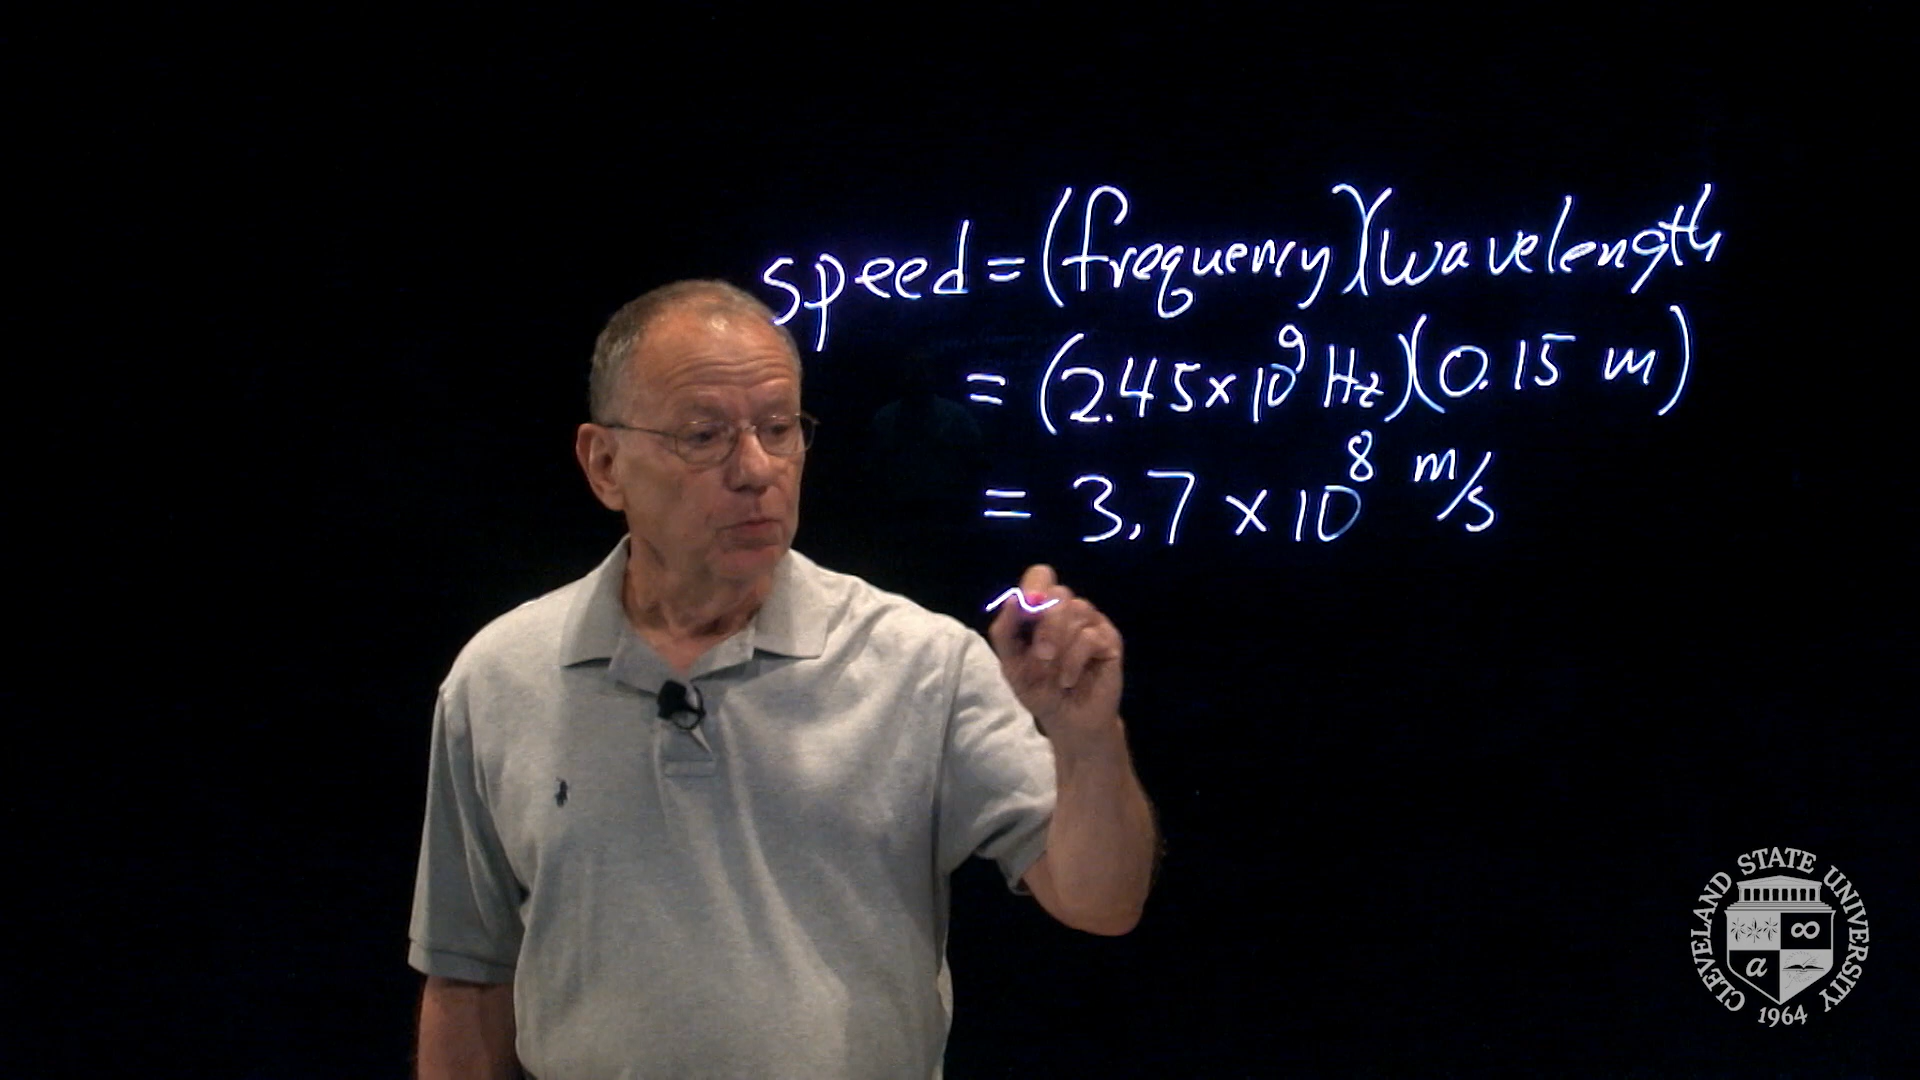 speed = (frequency)(wavelength
= (2.45 x 10⁹ Hz)(0.15 m)
= 3.7 x 10⁸ m/s
~
CLEVELAND STATE UNIVERSITY
∞
a
1964